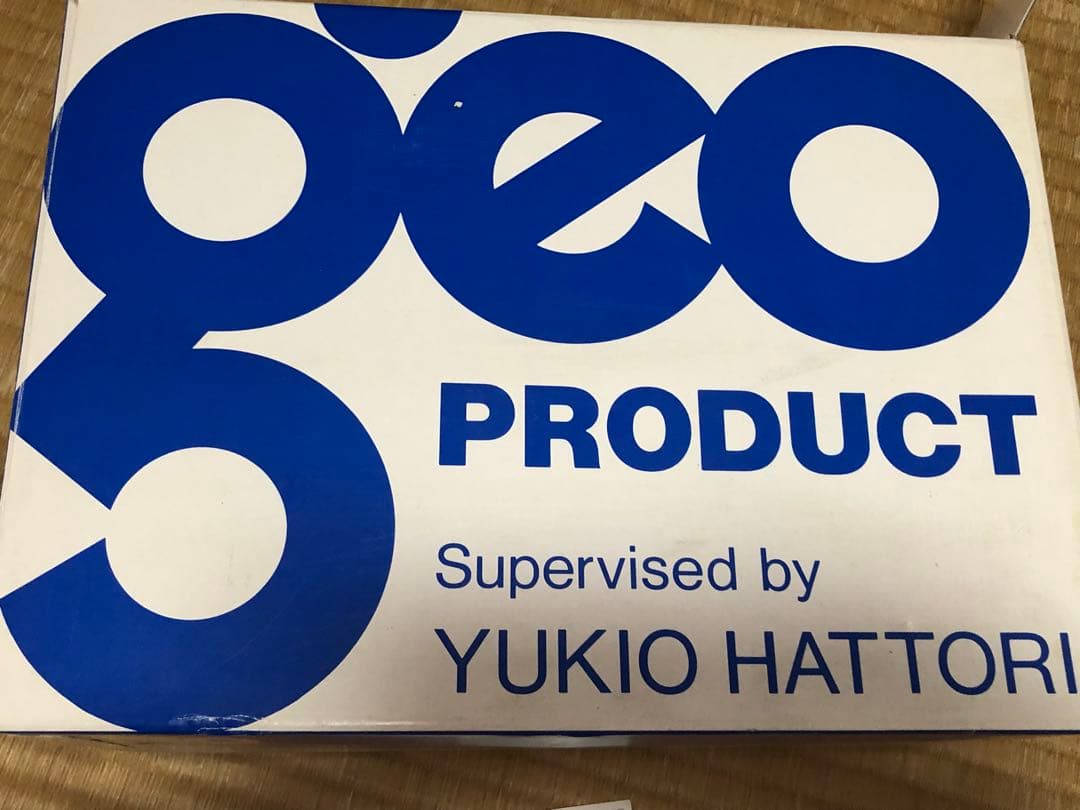 geo
PRODUCT
Supervised by
YUKIO HATTORI